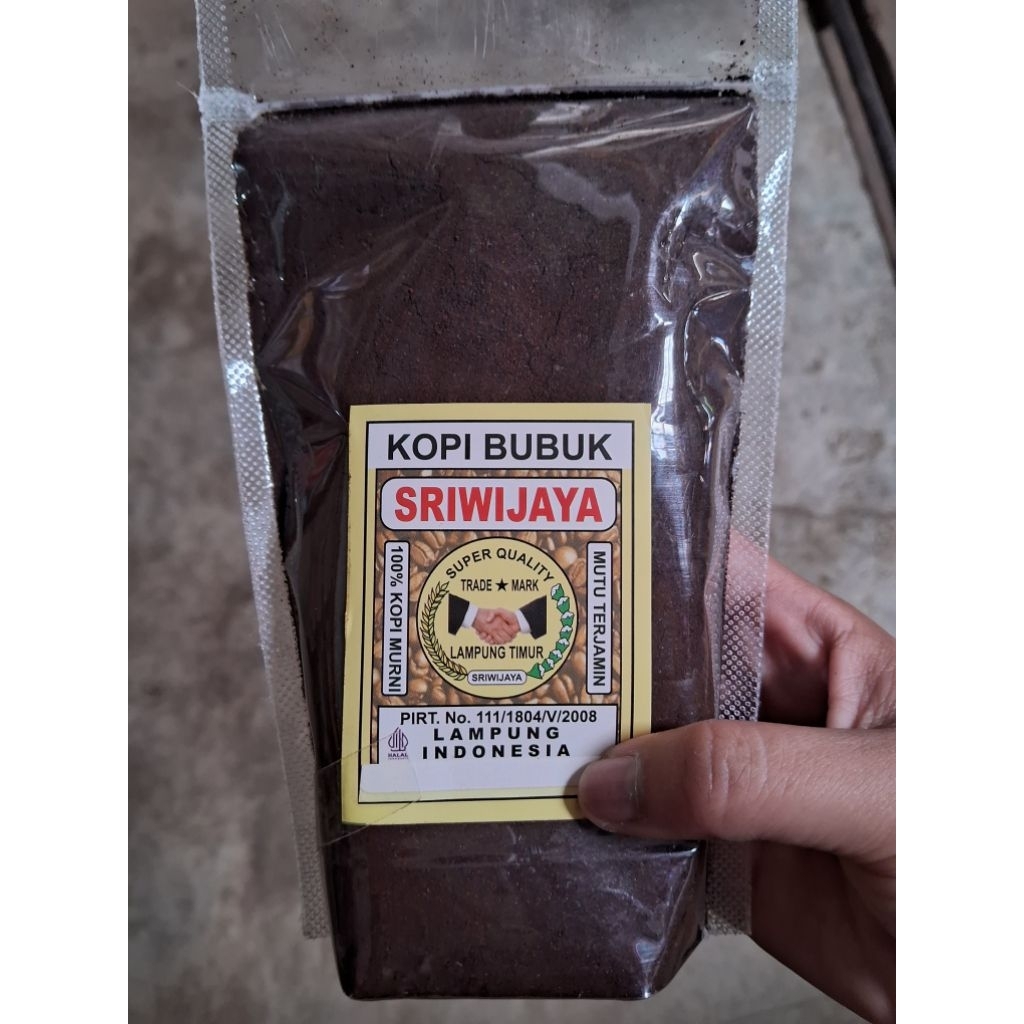 KOPI BUBUK
SRIWIJAYA
100% KOPI MURNI
SUPER QUALITY
TRADE ★ MARK
LAMPUNG TIMUR
SRIWIJAYA
MUTU TERJAMIN
PIRT. No. 111/1804/V/2008
LAMPUNG
INDONESIA
HALAL